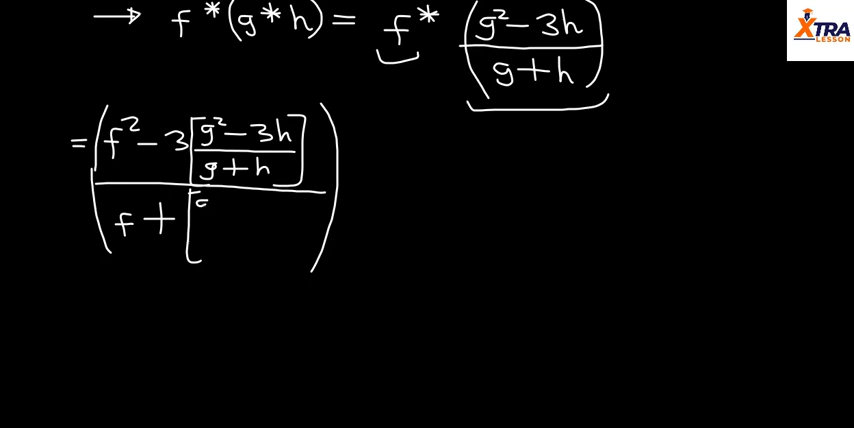 → f * (g * h) = f * ((g² − 3h)/(g + h))
XTRA
LESSON
= ((f² − 3[(g² − 3h)/(g + h)])/(f + [g